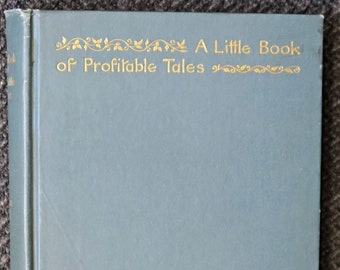 A Little Book
of Profitable Tales